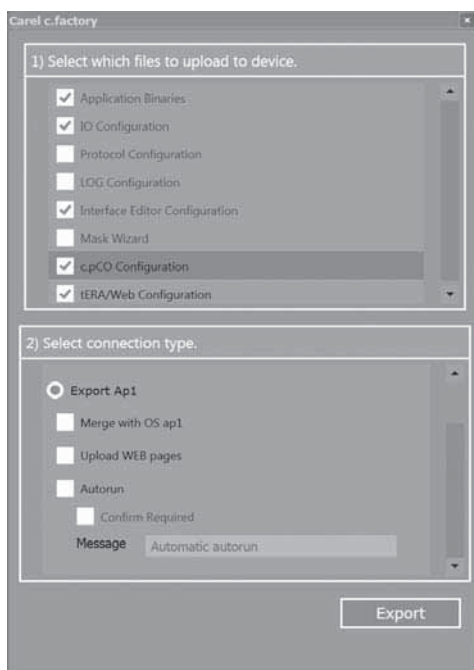 Carel c.factory
1) Select which files to upload to device.
Application Binaries
IO Configuration
Protocol Configuration
LOG Configuration
Interface Editor Configuration
Mask Wizard
c.pCO Configuration
tERA/Web Configuration
2) Select connection type.
Export Ap1
Merge with OS ap1
Upload WEB pages
Autorun
Confirm Required
Message Automatic autorun
Export